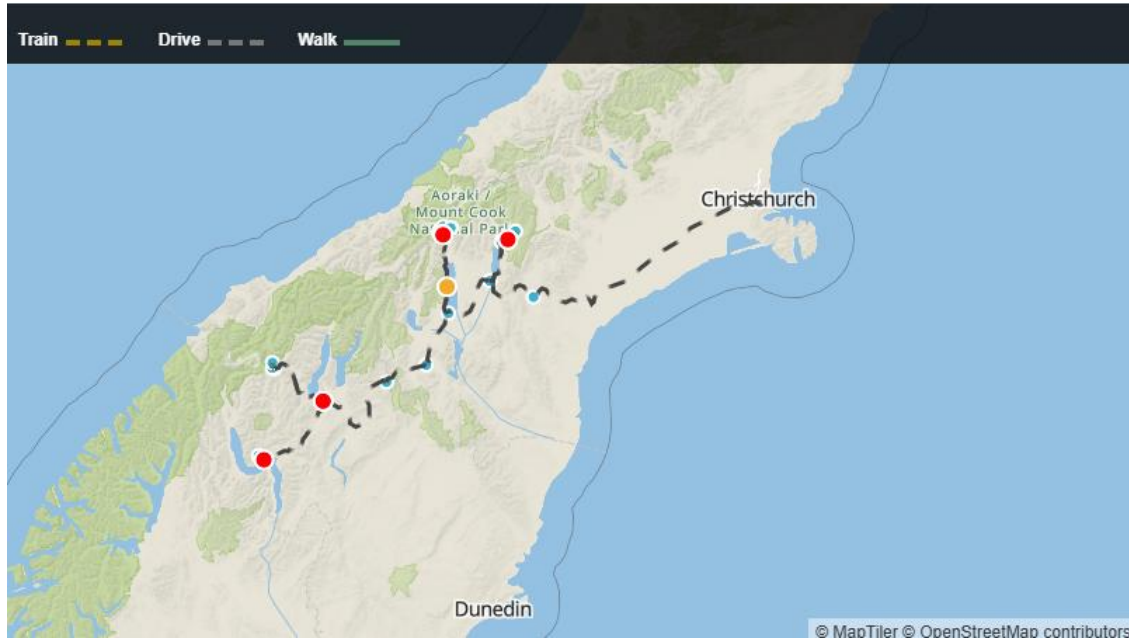 Train
Drive
Walk
Christchurch
Aoraki /
Mount Cook
National Park
Dunedin
© MapTiler © OpenStreetMap contributors